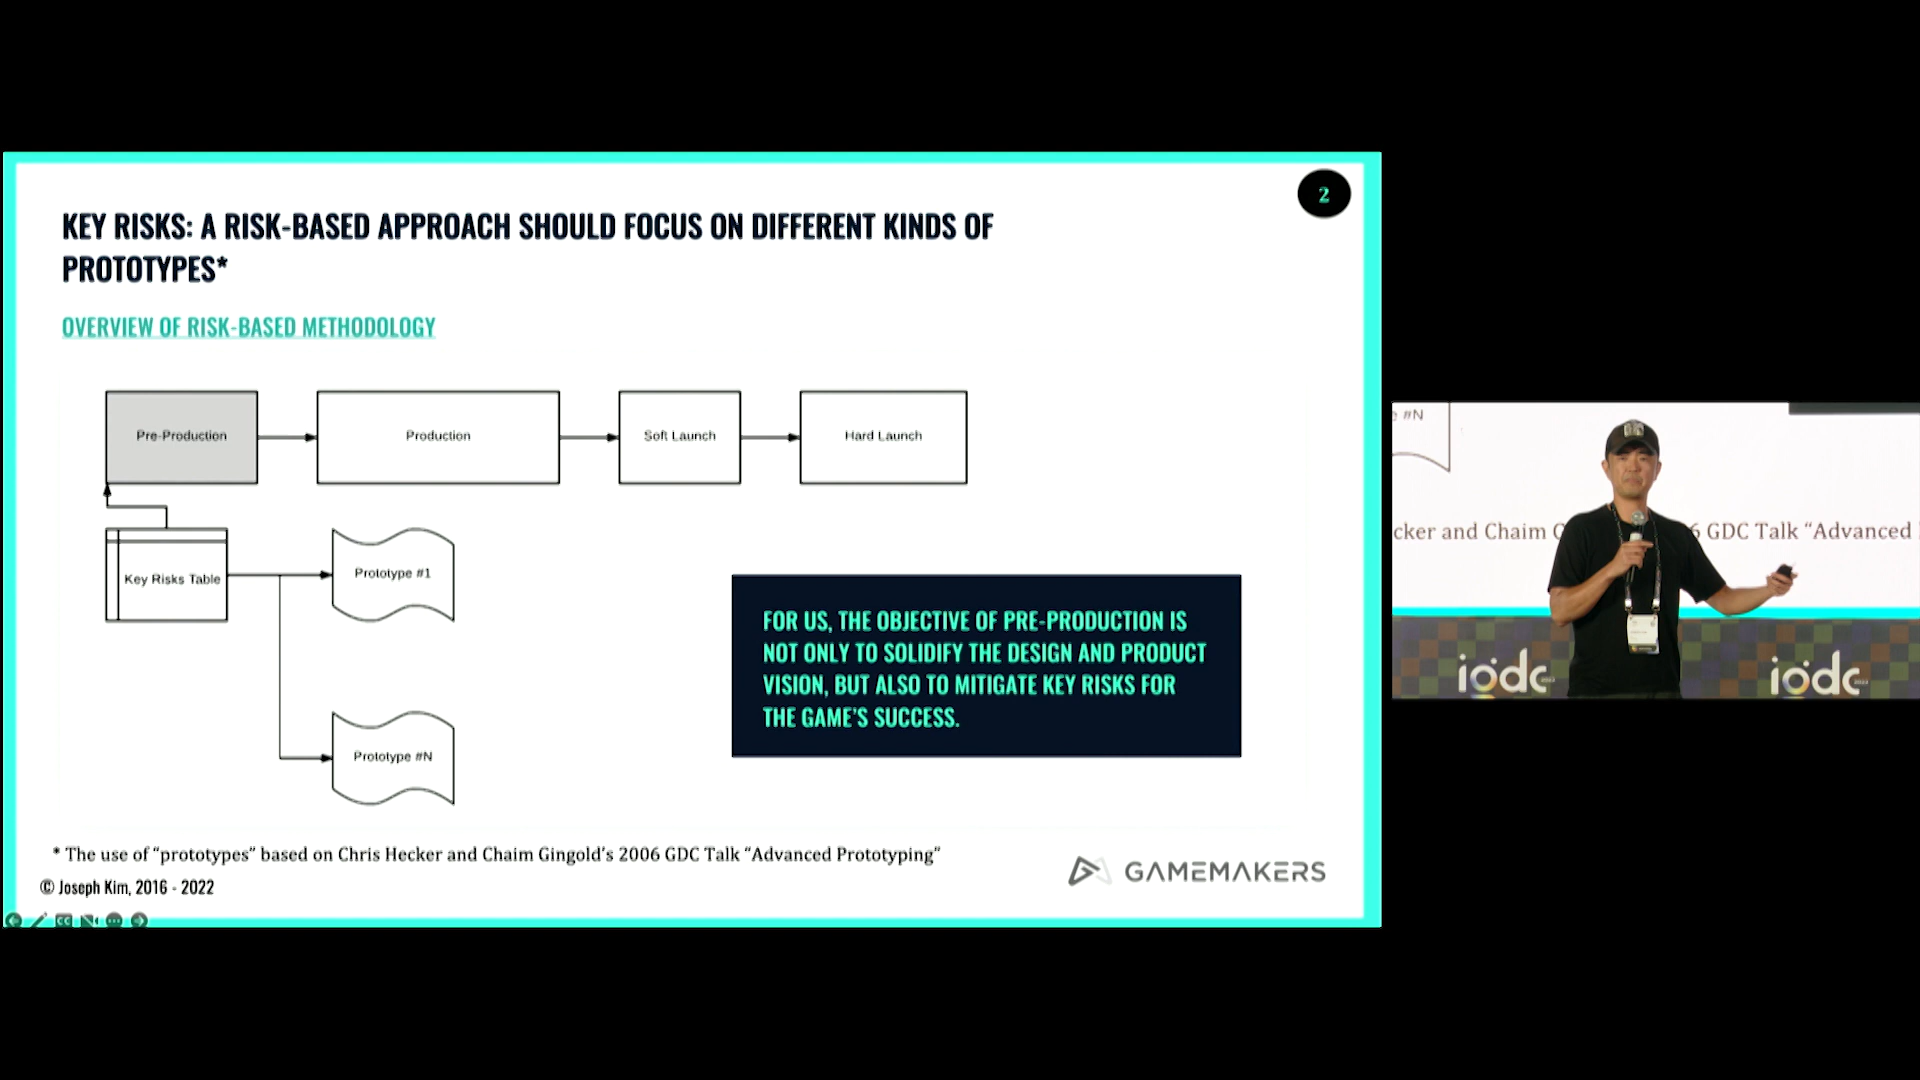 2
KEY RISKS: A RISK-BASED APPROACH SHOULD FOCUS ON DIFFERENT KINDS OF
PROTOTYPES*
OVERVIEW OF RISK-BASED METHODOLOGY
Pre-Production
Production
Soft Launch
Hard Launch
Key Risks Table
Prototype #1
Prototype #N
FOR US, THE OBJECTIVE OF PRE-PRODUCTION IS
NOT ONLY TO SOLIDIFY THE DESIGN AND PRODUCT
VISION, BUT ALSO TO MITIGATE KEY RISKS FOR
THE GAME'S SUCCESS.
* The use of "prototypes" based on Chris Hecker and Chaim Gingold's 2006 GDC Talk "Advanced Prototyping"
© Joseph Kim, 2016 - 2022
GAMEMAKERS
#N
cker and Chaim G 6 GDC Talk "Advanced